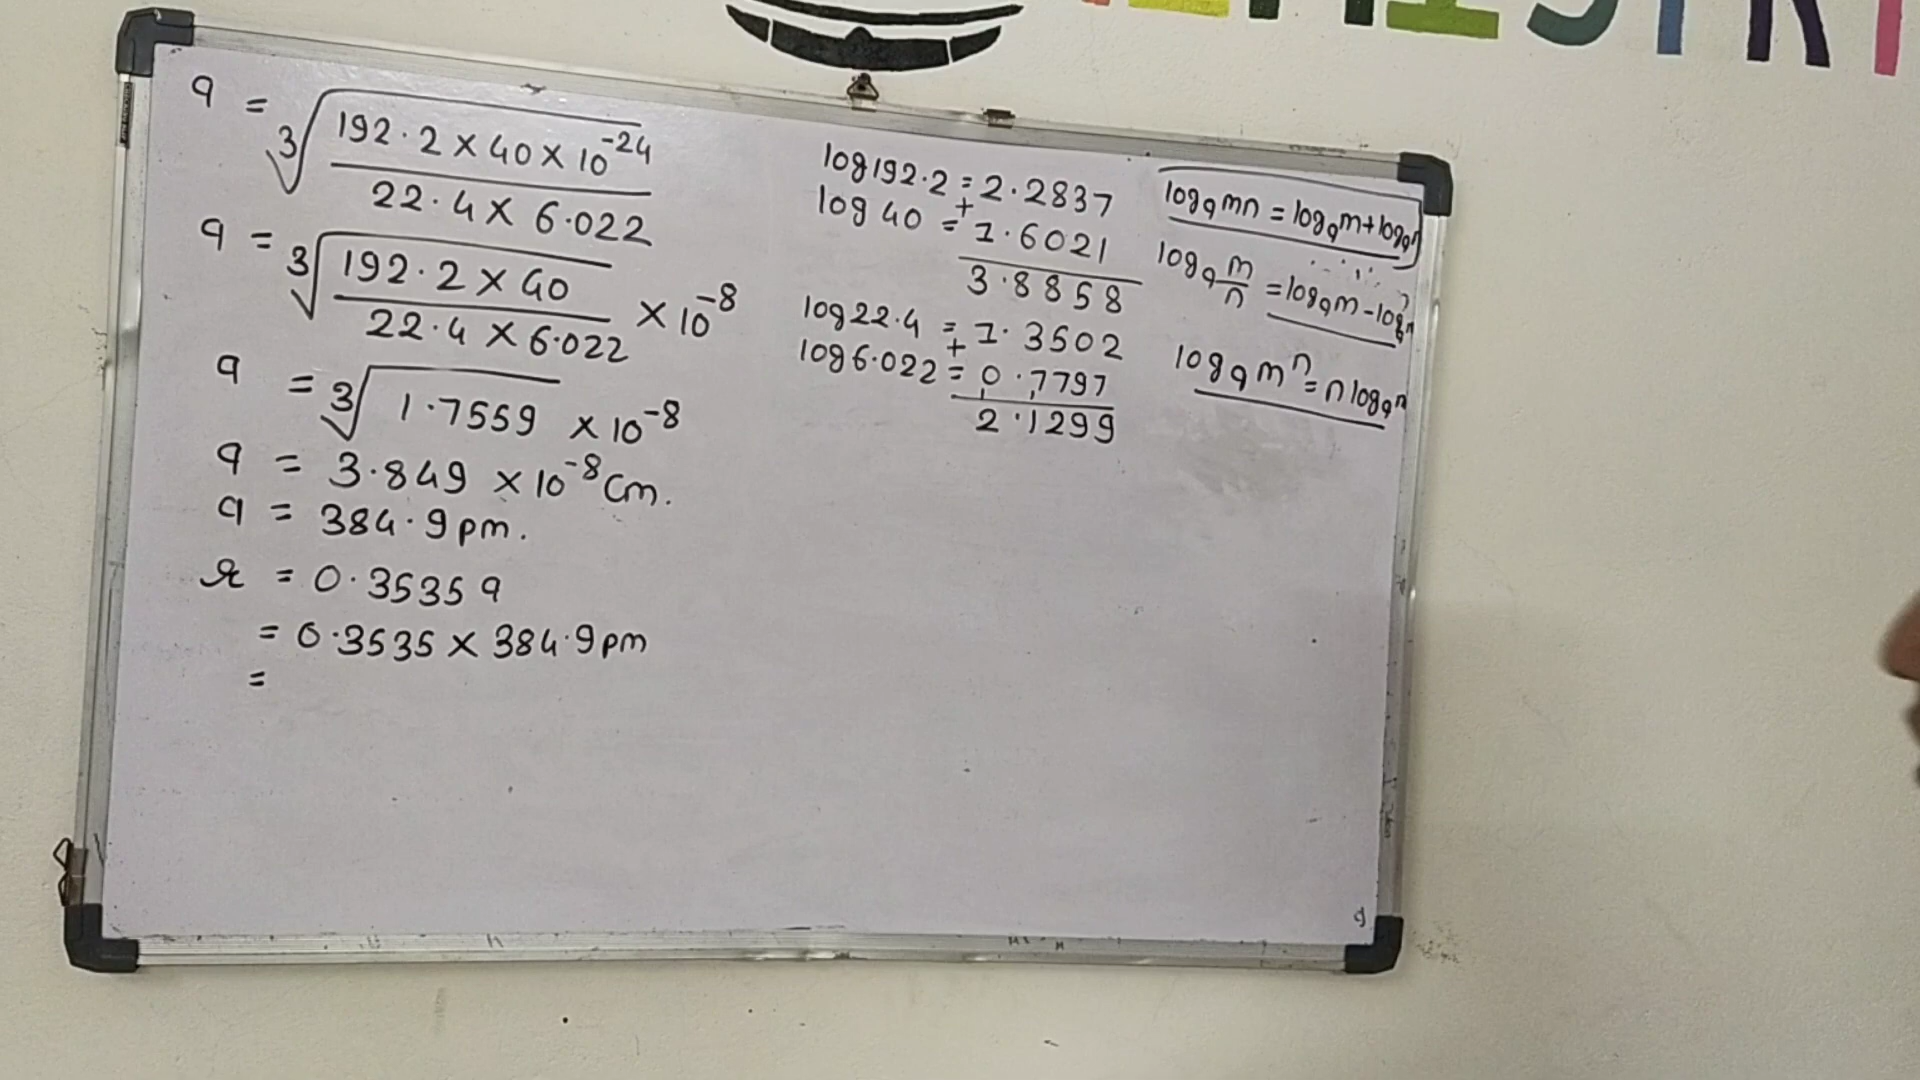 a = ∛(192.2 × 40 × 10⁻²⁴ / 22.4 × 6.022)
a = ∛(192.2 × 40 / 22.4 × 6.022) × 10⁻⁸
a = ∛1.7559 × 10⁻⁸
a = 3.849 × 10⁻⁸ Cm.
a = 384.9 pm.
r = 0.3535 a
= 0.3535 × 384.9 pm
=
log 192.2 = 2.2837
+
log 40 = 1.6021
3.8858
log 22.4 = 1.3502
+
log 6.022 = 0.7797
2.1299
logₐ mn = logₐ m + logₐ n
logₐ m/n = logₐ m - logₐ n
logₐ mⁿ = n logₐ